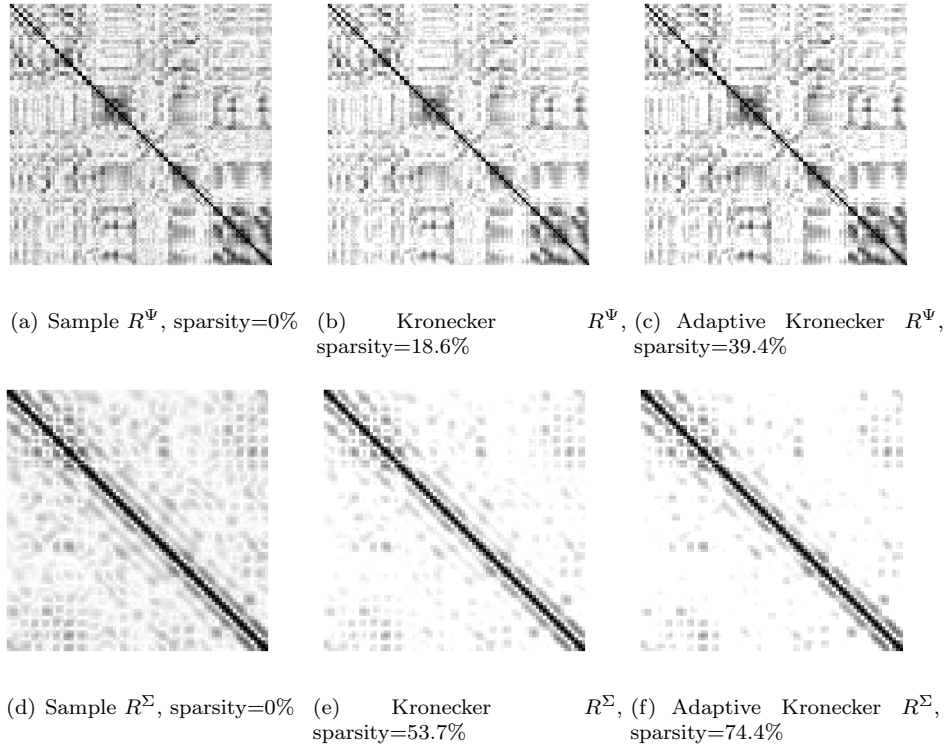 (a) Sample R^Ψ, sparsity=0%
(b) Kronecker R^Ψ,
sparsity=18.6%
(c) Adaptive Kronecker R^Ψ,
sparsity=39.4%
(d) Sample R^Σ, sparsity=0%
(e) Kronecker R^Σ,
sparsity=53.7%
(f) Adaptive Kronecker R^Σ,
sparsity=74.4%